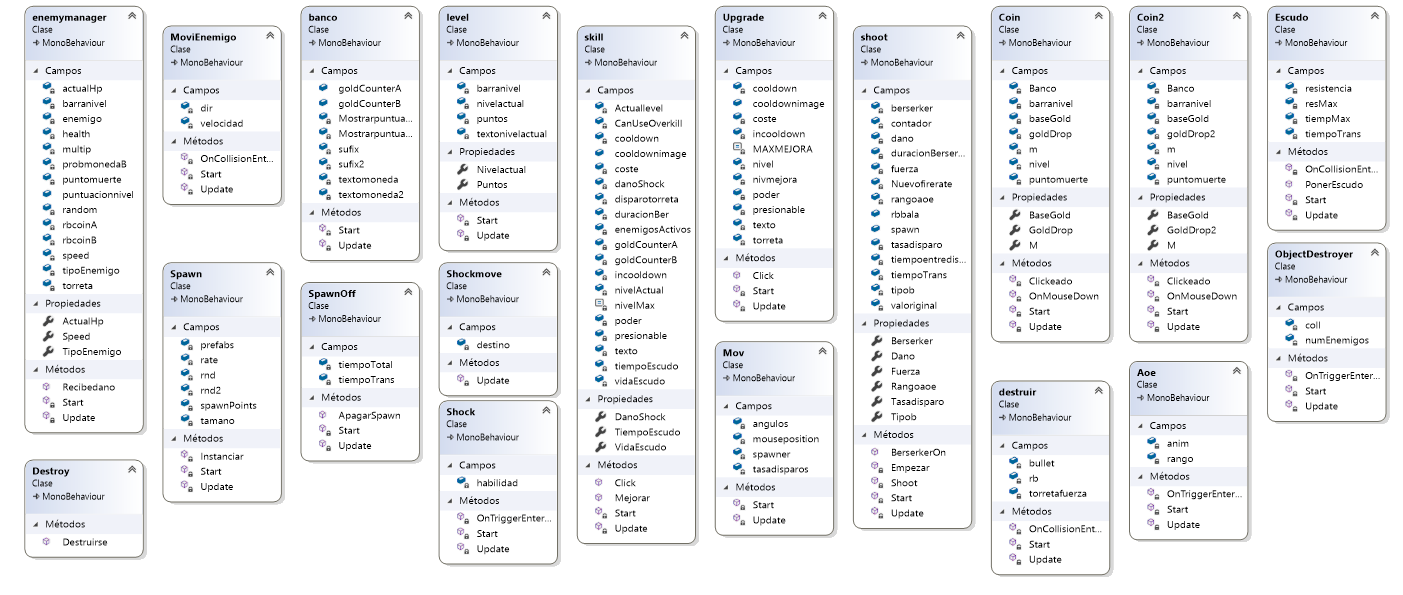 enemymanager
Clase
MonoBehaviour
Campos
actualHp
barranivel
enemigo
health
multip
probmonedaB
puntomuerte
puntuacionnivel
random
rbcoinA
rbcoinB
speed
tipoEnemigo
torreta
Propiedades
ActualHp
Speed
TipoEnemigo
Métodos
Recibedano
Start
Update
Destroy
Clase
MonoBehaviour
Métodos
Destruirse
MoviEnemigo
Clase
MonoBehaviour
Campos
dir
velocidad
Métodos
OnCollisionEnt...
Start
Update
Spawn
Clase
MonoBehaviour
Campos
prefabs
rate
rnd
rnd2
spawnPoints
tamano
Métodos
Instanciar
Start
Update
banco
Clase
MonoBehaviour
Campos
goldCounterA
goldCounterB
Mostrarpuntua...
Mostrarpuntua...
sufix
sufix2
textomoneda
textomoneda2
Métodos
Start
Update
SpawnOff
Clase
MonoBehaviour
Campos
tiempoTotal
tiempoTrans
Métodos
ApagarSpawn
Start
Update
level
Clase
MonoBehaviour
Campos
barranivel
nivelactual
puntos
textonivelactual
Propiedades
Nivelactual
Puntos
Métodos
Start
Update
Shockmove
Clase
MonoBehaviour
Campos
destino
Métodos
Update
Shock
Clase
MonoBehaviour
Campos
habilidad
Métodos
OnTriggerEnter...
Start
Update
skill
Clase
MonoBehaviour
Campos
Actuallevel
CanUseOverkill
cooldown
cooldownimage
coste
danoShock
disparotorreta
duracionBer
enemigosActivos
goldCounterA
goldCounterB
incooldown
nivelActual
nivelMax
poder
presionable
texto
tiempoEscudo
vidaEscudo
Propiedades
DanoShock
TiempoEscudo
VidaEscudo
Métodos
Click
Mejorar
Start
Update
Upgrade
Clase
MonoBehaviour
Campos
cooldown
cooldownimage
coste
incooldown
MAXMEJORA
nivel
nivmejora
poder
presionable
texto
torreta
Métodos
Click
Start
Update
Mov
Clase
MonoBehaviour
Campos
angulos
mouseposition
spawner
tasadisparos
Métodos
Start
Update
shoot
Clase
MonoBehaviour
Campos
berserker
contador
dano
duracionBerser...
fuerza
Nuevofirerate
rangoaoe
rbbala
spawn
tasadisparo
tiempoentredis...
tiempoTrans
tipob
valoriginal
Propiedades
Berserker
Dano
Fuerza
Rangoaoe
Tasadisparo
Tipob
Métodos
BerserkerOn
Empezar
Shoot
Start
Update
Coin
Clase
MonoBehaviour
Campos
Banco
barranivel
baseGold
goldDrop
m
nivel
puntomuerte
Propiedades
BaseGold
GoldDrop
M
Métodos
Clickeado
OnMouseDown
Start
Update
destruir
Clase
MonoBehaviour
Campos
bullet
rb
torretafuerza
Métodos
OnCollisionEnt...
Start
Update
Coin2
Clase
MonoBehaviour
Campos
Banco
barranivel
baseGold
goldDrop2
m
nivel
puntomuerte
Propiedades
BaseGold
GoldDrop2
M
Métodos
Clickeado
OnMouseDown
Start
Update
Aoe
Clase
MonoBehaviour
Campos
anim
rango
Métodos
OnTriggerEnter...
Start
Update
Escudo
Clase
MonoBehaviour
Campos
resistencia
resMax
tiempMax
tiempoTrans
Métodos
OnCollisionEnt...
PonerEscudo
Start
Update
ObjectDestroyer
Clase
MonoBehaviour
Campos
coll
numEnemigos
Métodos
OnTriggerEnter...
Start
Update